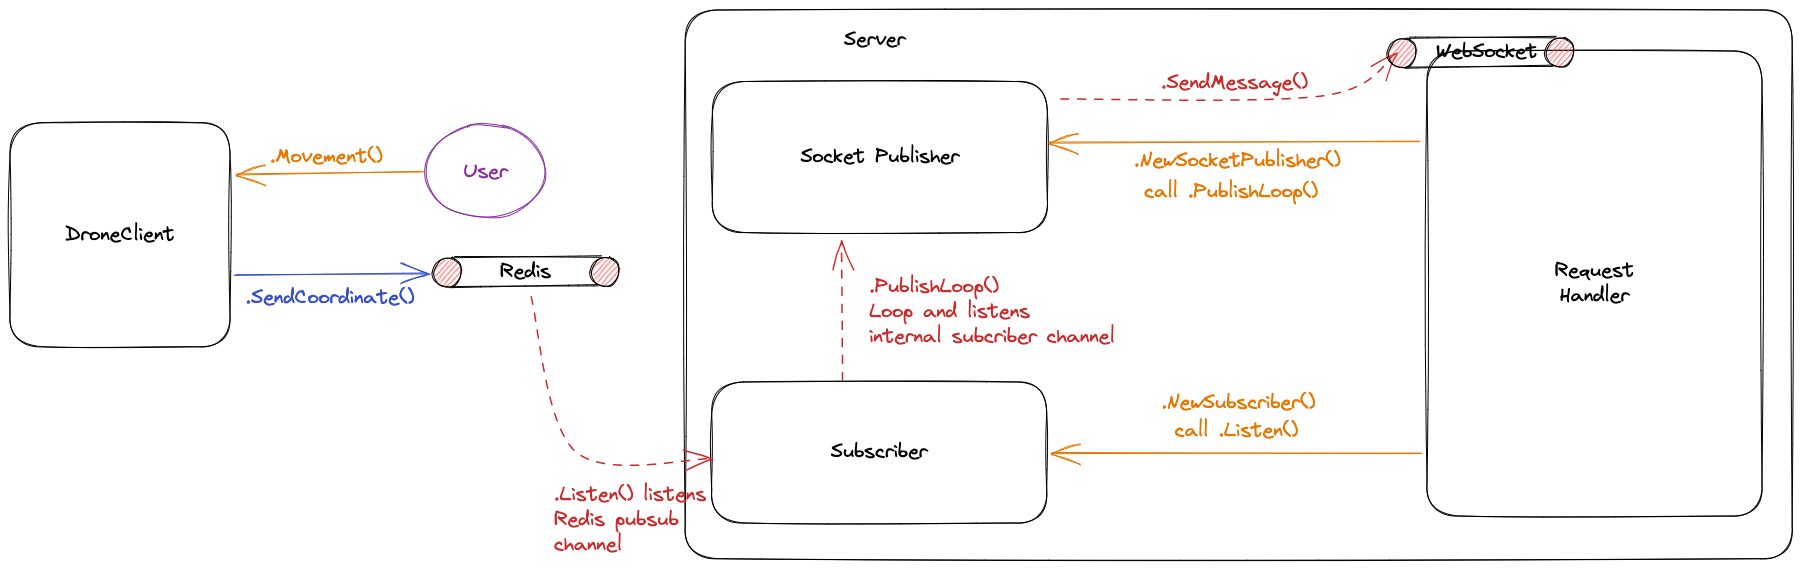 Server
WebSocket
.SendMessage()
.Movement()
User
Socket Publisher
.NewSocketPublisher()
call .PublishLoop()
DroneClient
Redis
.SendCoordinate()
.PublishLoop()
Loop and listens
internal subcriber channel
Request
Handler
.NewSubscriber()
call .Listen()
Subscriber
.Listen() listens
Redis pubsub
channel